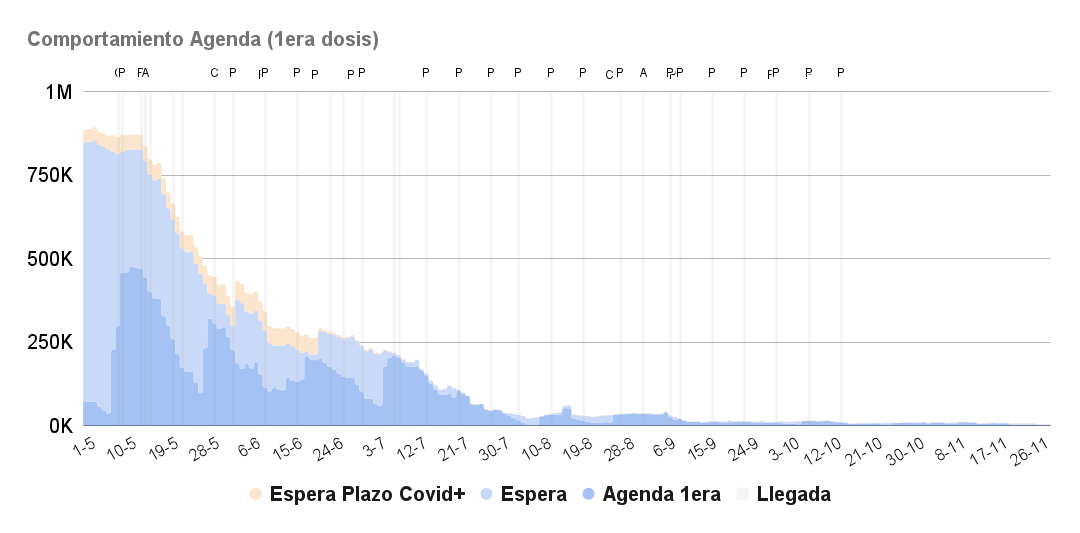 Comportamiento Agenda (1era dosis)
P A C P P P P P P P P P P P P C P A P P P P P P P
1M
750K
500K
250K
0K
1-5 10-5 19-5 28-5 6-6 15-6 24-6 3-7 12-7 21-7 30-7 10-8 19-8 28-8 6-9 15-9 24-9 3-10 12-10 21-10 30-10 8-11 17-11 26-11
Espera Plazo Covid+ Espera Agenda 1era Llegada